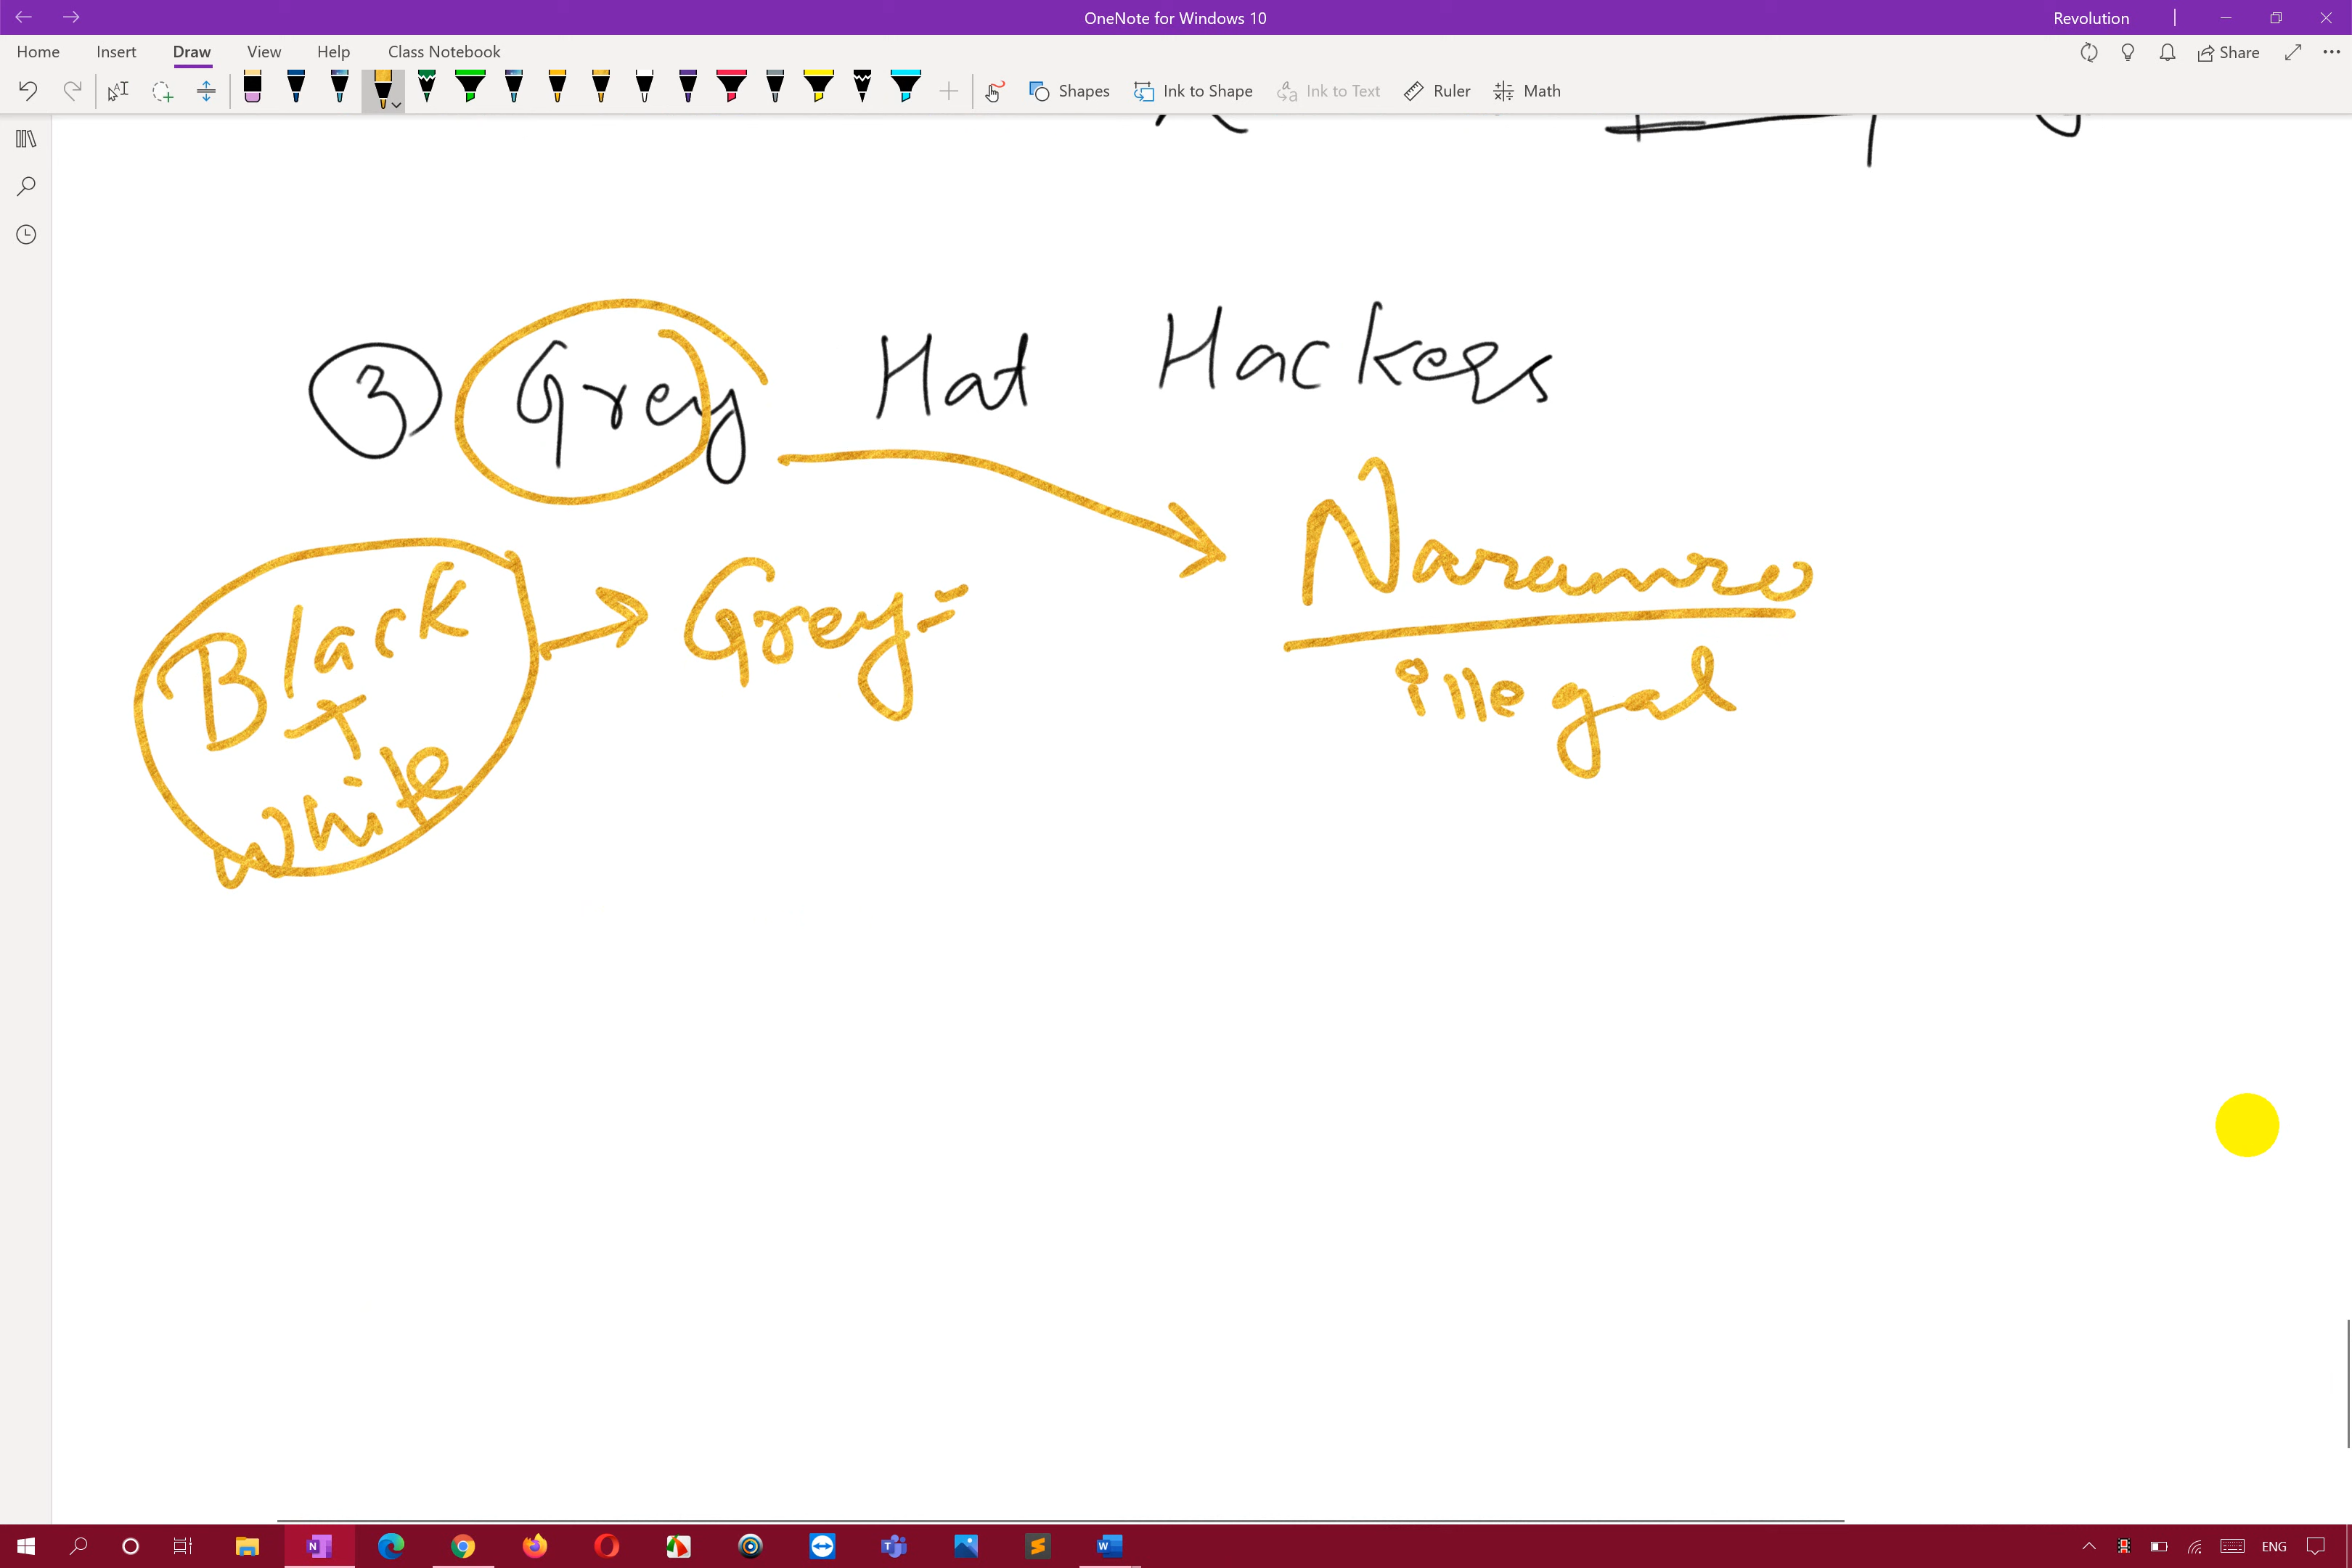 OneNote for Windows 10
Revolution
Home Insert Draw View Help Class Notebook
Share
Shapes Ink to Shape Ink to Text Ruler Math
3 Grey Hat Hackers
Naramro
illegal
Black
+
White
Grey
ENG